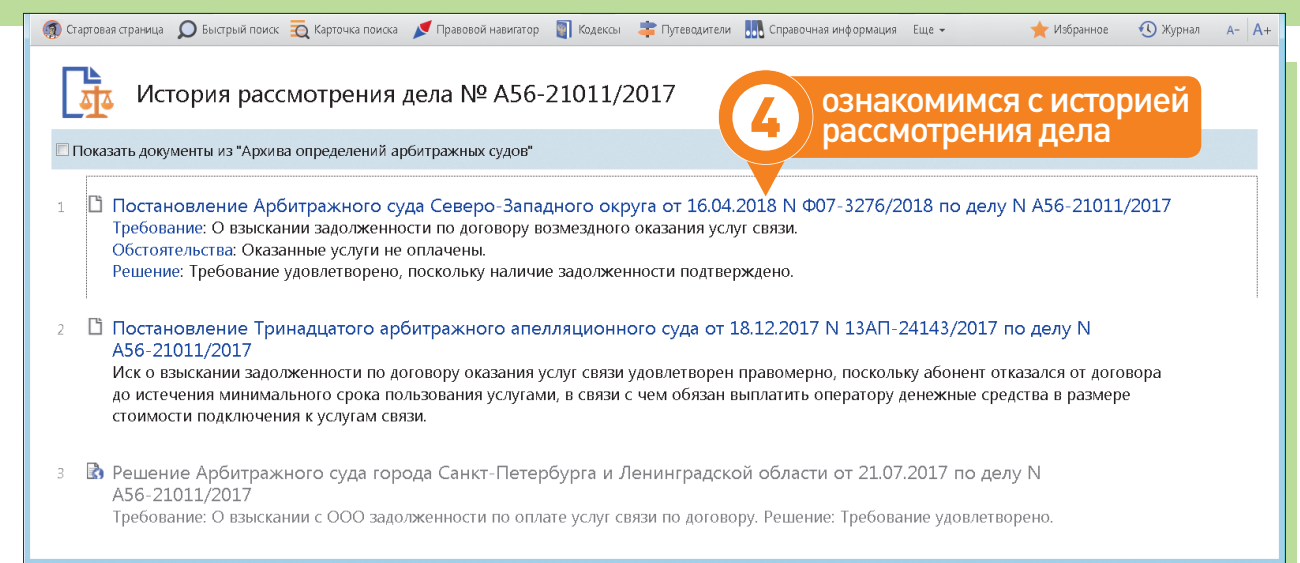 Стартовая страница Быстрый поиск Карточка поиска Правовой навигатор Кодексы Путеводители Справочная информация Еще Избранное Журнал А- А+
История рассмотрения дела № А56-21011/2017
4 ознакомимся с историей
рассмотрения дела
Показать документы из "Архива определений арбитражных судов"
1 Постановление Арбитражного суда Северо-Западного округа от 16.04.2018 N Ф07-3276/2018 по делу N А56-21011/2017
Требование: О взыскании задолженности по договору возмездного оказания услуг связи.
Обстоятельства: Оказанные услуги не оплачены.
Решение: Требование удовлетворено, поскольку наличие задолженности подтверждено.
2 Постановление Тринадцатого арбитражного апелляционного суда от 18.12.2017 N 13АП-24143/2017 по делу N
А56-21011/2017
Иск о взыскании задолженности по договору оказания услуг связи удовлетворен правомерно, поскольку абонент отказался от договора
до истечения минимального срока пользования услугами, в связи с чем обязан выплатить оператору денежные средства в размере
стоимости подключения к услугам связи.
3 Решение Арбитражного суда города Санкт-Петербурга и Ленинградской области от 21.07.2017 по делу N
А56-21011/2017
Требование: О взыскании с ООО задолженности по оплате услуг связи по договору. Решение: Требование удовлетворено.